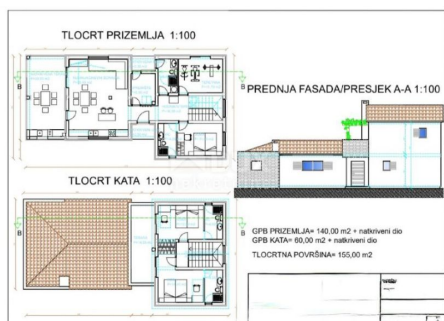 TLOCRT PRIZEMLJA 1:100
B
B
PREDNJA FASADA/PRESJEK A-A 1:100
TLOCRT KATA 1:100
B
B
GPB PRIZEMLJA= 140,00 m2 + natkriveni dio
GPB KATA= 60,00 m2 + natkriveni dio
TLOCRTNA POVRŠINA= 155,00 m2